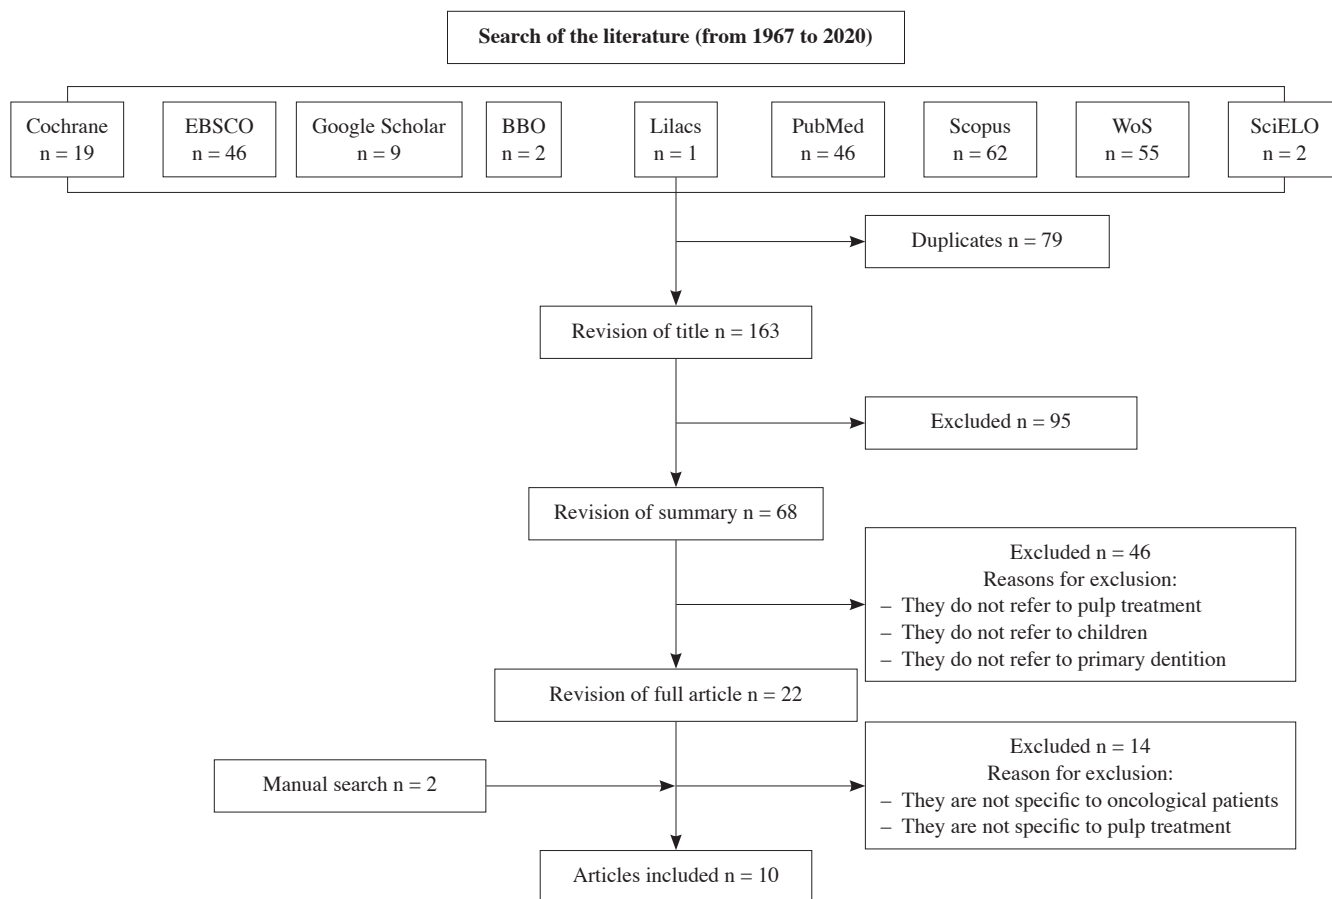 Search of the literature (from 1967 to 2020)
Cochrane
n = 19
EBSCO
n = 46
Google Scholar
n = 9
BBO
n = 2
Lilacs
n = 1
PubMed
n = 46
Scopus
n = 62
WoS
n = 55
SciELO
n = 2
Duplicates n = 79
Revision of title n = 163
Excluded n = 95
Revision of summary n = 68
Excluded n = 46
Reasons for exclusion:
– They do not refer to pulp treatment
– They do not refer to children
– They do not refer to primary dentition
Revision of full article n = 22
Manual search n = 2
Excluded n = 14
Reason for exclusion:
– They are not specific to oncological patients
– They are not specific to pulp treatment
Articles included n = 10